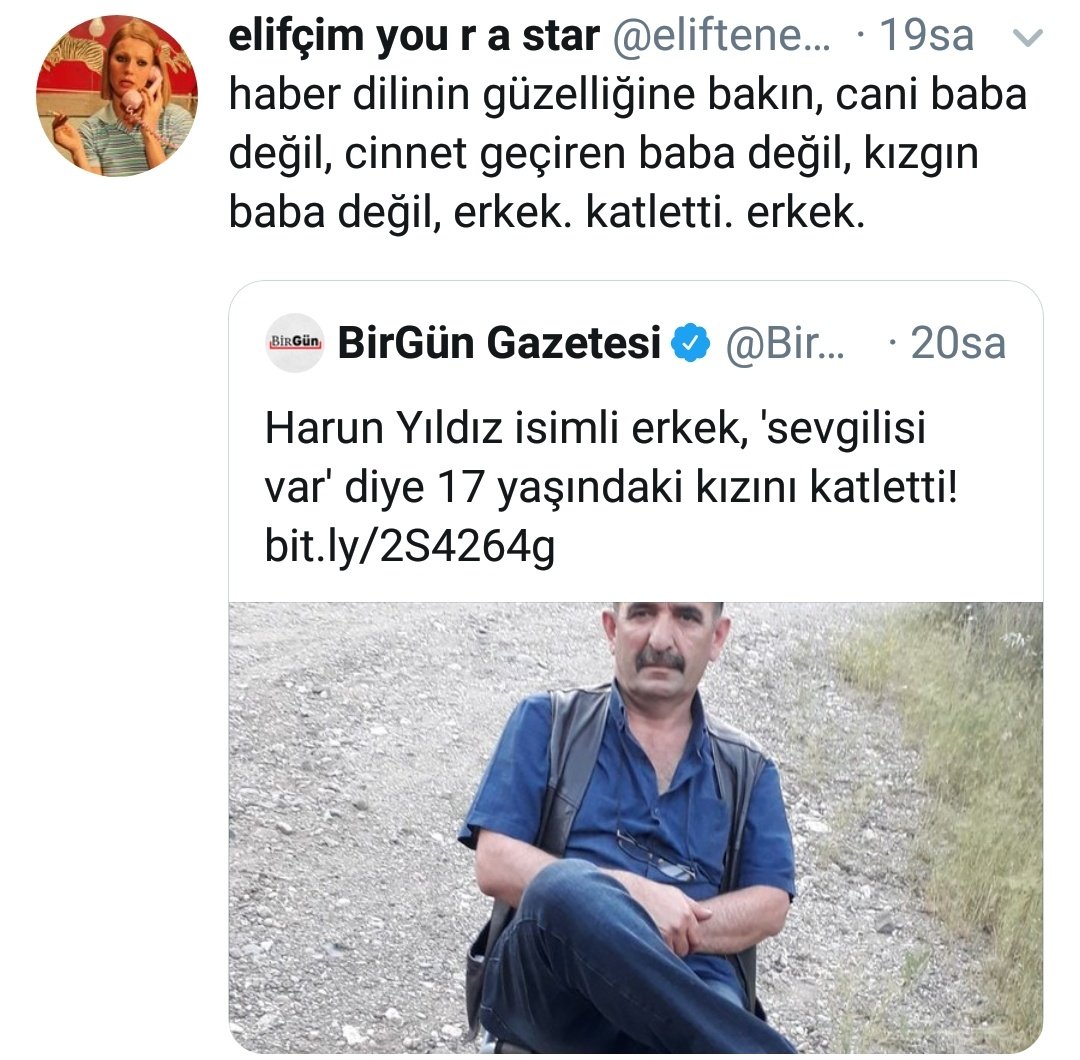 elifçim you r a star @eliftene... · 19sa
haber dilinin güzelliğine bakın, cani baba
değil, cinnet geçiren baba değil, kızgın
baba değil, erkek. katletti. erkek.
BİRGün
BirGün Gazetesi @Bir... · 20sa
Harun Yıldız isimli erkek, 'sevgilisi
var' diye 17 yaşındaki kızını katletti!
bit.ly/2S4264g